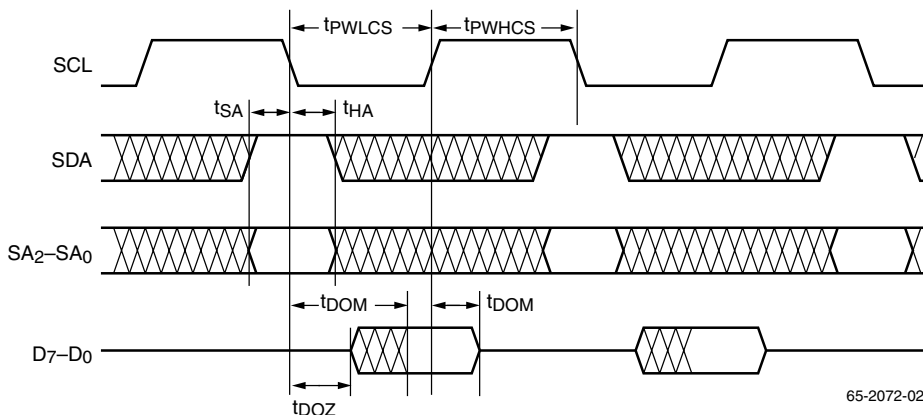 tPWLCS tPWHCS
SCL
tSA tHA
SDA
SA2–SA0
tDOM tDOM
D7–D0
tDOZ
65-2072-02